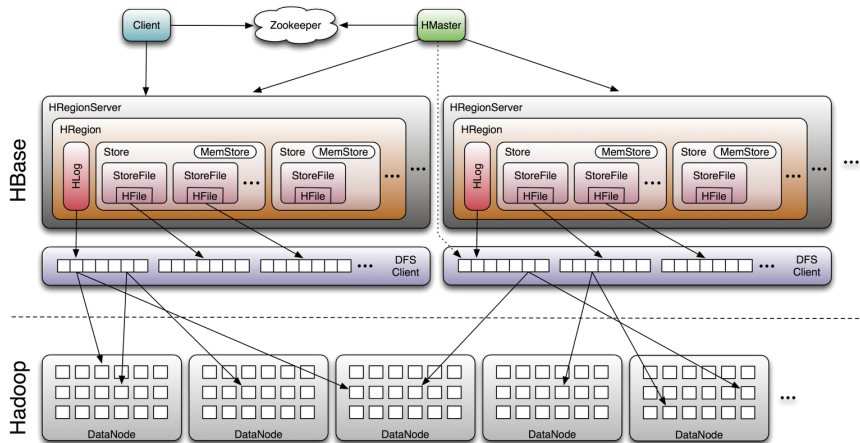 Client
Zookeeper
HMaster
HBase
HRegionServer
HRegion
HLog
Store
MemStore
StoreFile
HFile
StoreFile
HFile
...
Store
MemStore
StoreFile
HFile
...
...
HRegionServer
HRegion
HLog
Store
MemStore
StoreFile
HFile
StoreFile
HFile
...
Store
MemStore
StoreFile
HFile
...
...
...
... DFS
Client
... DFS
Client
Hadoop
DataNode
DataNode
DataNode
DataNode
DataNode
...